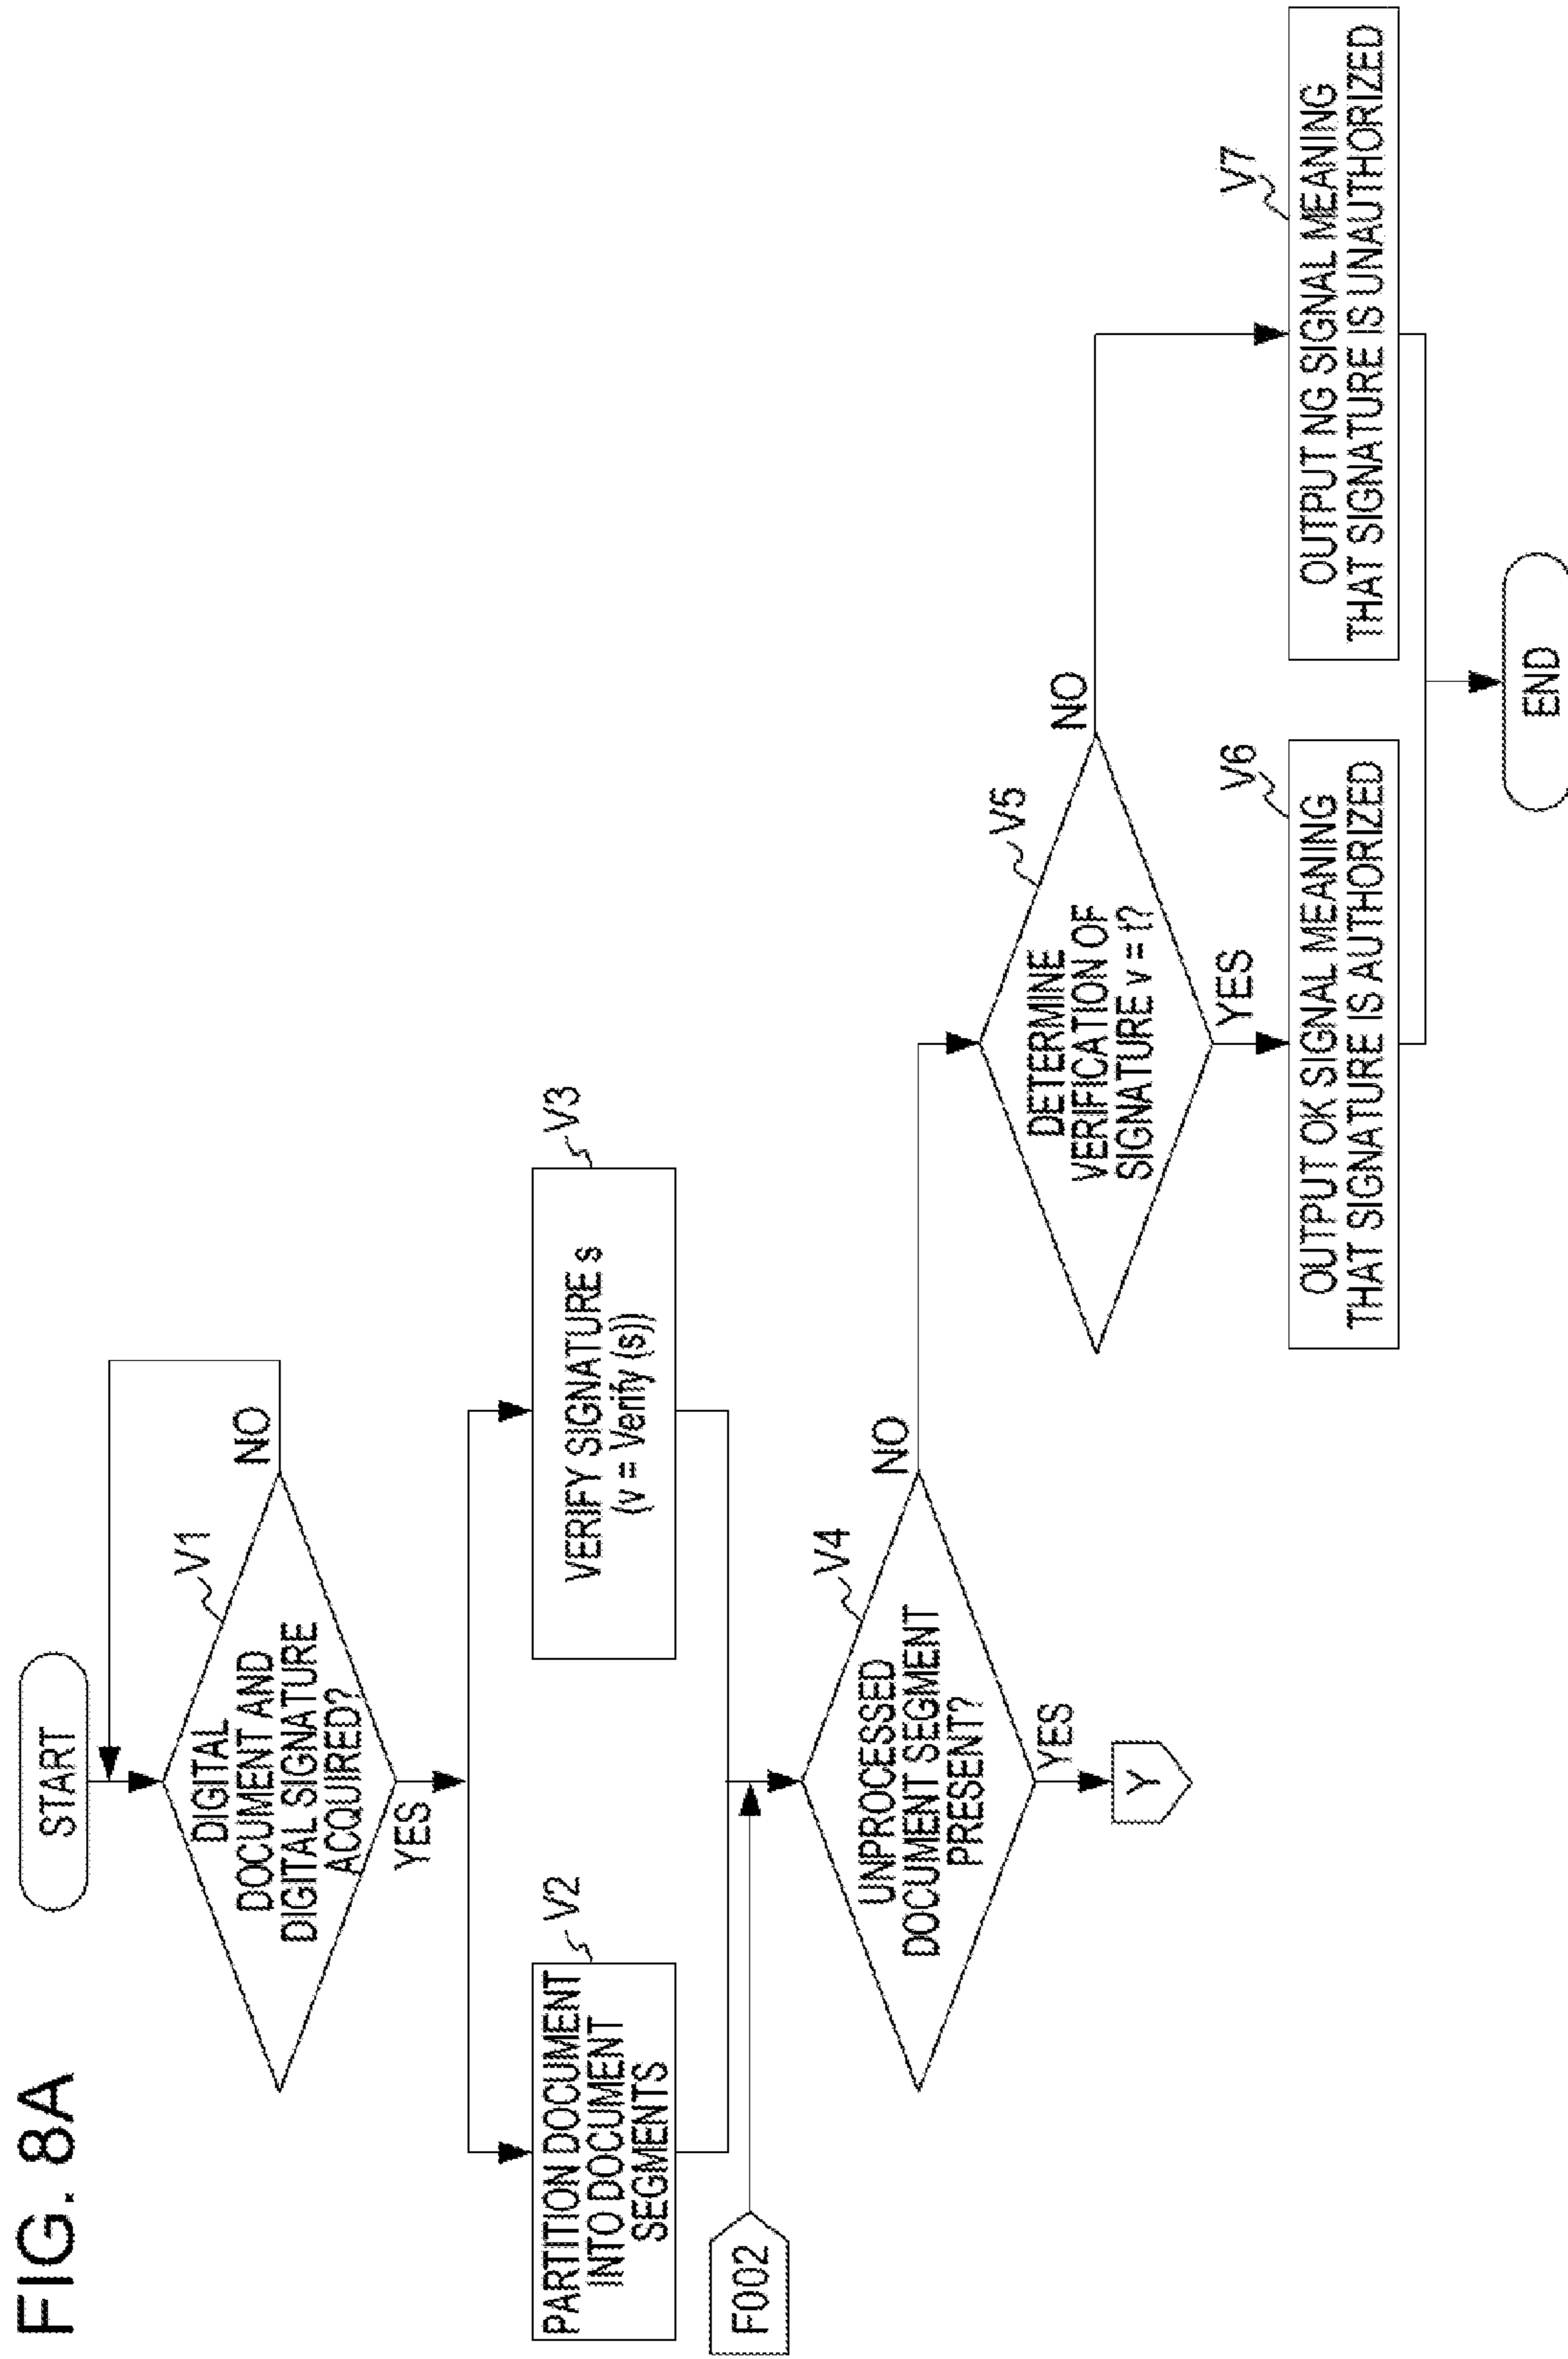 FIG. 8A
START
V1
DIGITAL
DOCUMENT AND
DIGITAL SIGNATURE
ACQUIRED?
NO
YES
V2
PARTITION DOCUMENT
INTO DOCUMENT
SEGMENTS
V3
VERIFY SIGNATURE s
(v = Verify (s))
F002
V4
UNPROCESSED
DOCUMENT SEGMENT
PRESENT?
NO
YES
Y
V5
DETERMINE
VERIFICATION OF
SIGNATURE v = t?
NO
YES
V6
OUTPUT OK SIGNAL MEANING
THAT SIGNATURE IS AUTHORIZED
V7
OUTPUT NG SIGNAL MEANING
THAT SIGNATURE IS UNAUTHORIZED
END